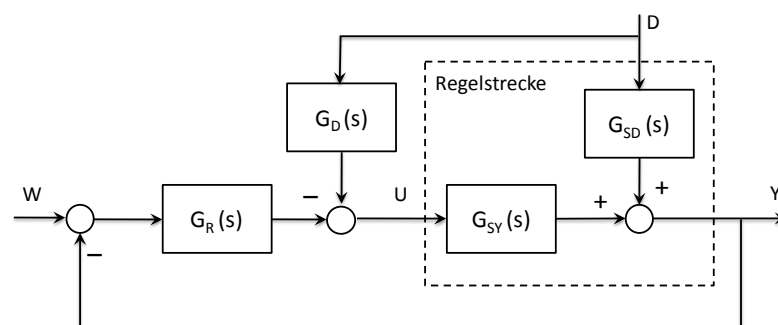 D
Regelstrecke
G_D(s)
G_SD(s)
W
−
U
+
+
Y
G_R(s)
G_SY(s)
−